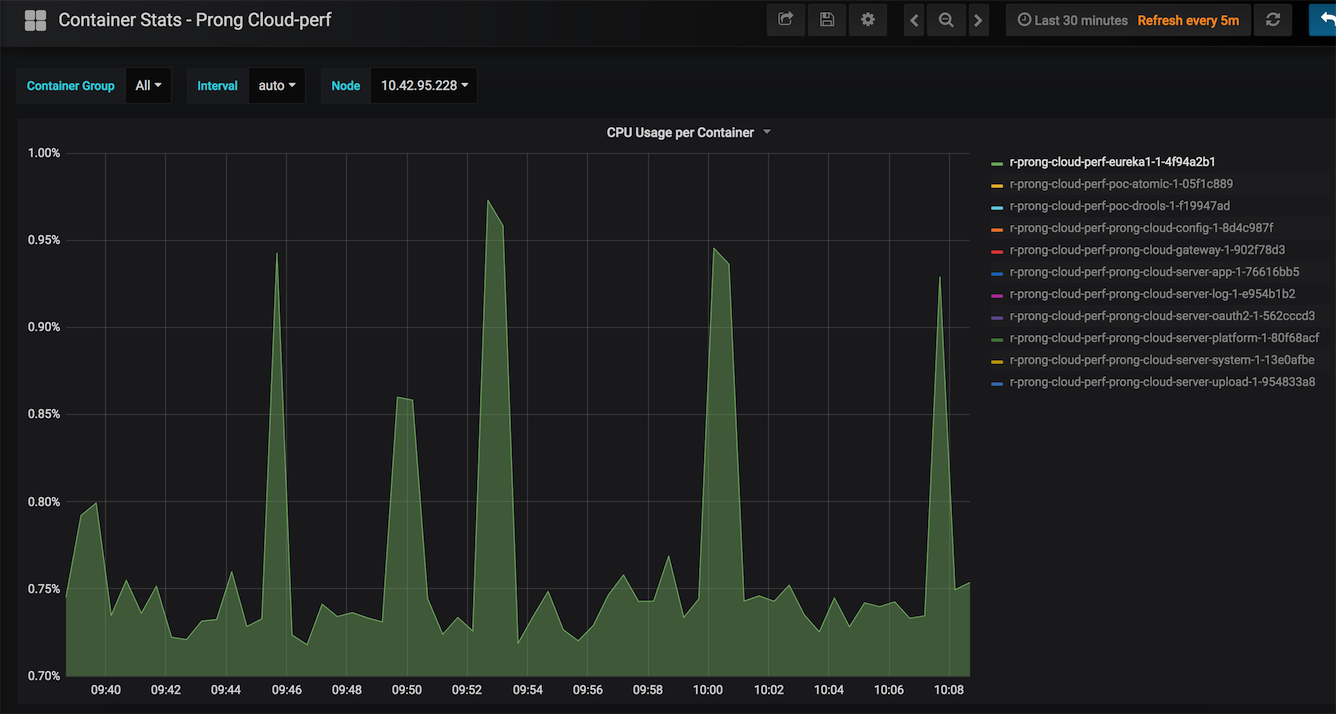 Container Stats - Prong Cloud-perf
Last 30 minutes Refresh every 5m
Container Group All Interval auto Node 10.42.95.228
CPU Usage per Container
1.00%
0.95%
0.90%
0.85%
0.80%
0.75%
0.70%
09:40 09:42 09:44 09:46 09:48 09:50 09:52 09:54 09:56 09:58 10:00 10:02 10:04 10:06 10:08
r-prong-cloud-perf-eureka1-1-4f94a2b1
r-prong-cloud-perf-poc-atomic-1-05f1c889
r-prong-cloud-perf-poc-drools-1-f19947ad
r-prong-cloud-perf-prong-cloud-config-1-8d4c987f
r-prong-cloud-perf-prong-cloud-gateway-1-902f78d3
r-prong-cloud-perf-prong-cloud-server-app-1-76616bb5
r-prong-cloud-perf-prong-cloud-server-log-1-e954b1b2
r-prong-cloud-perf-prong-cloud-server-oauth2-1-562cccd3
r-prong-cloud-perf-prong-cloud-server-platform-1-80f68acf
r-prong-cloud-perf-prong-cloud-server-system-1-13e0afbe
r-prong-cloud-perf-prong-cloud-server-upload-1-954833a8